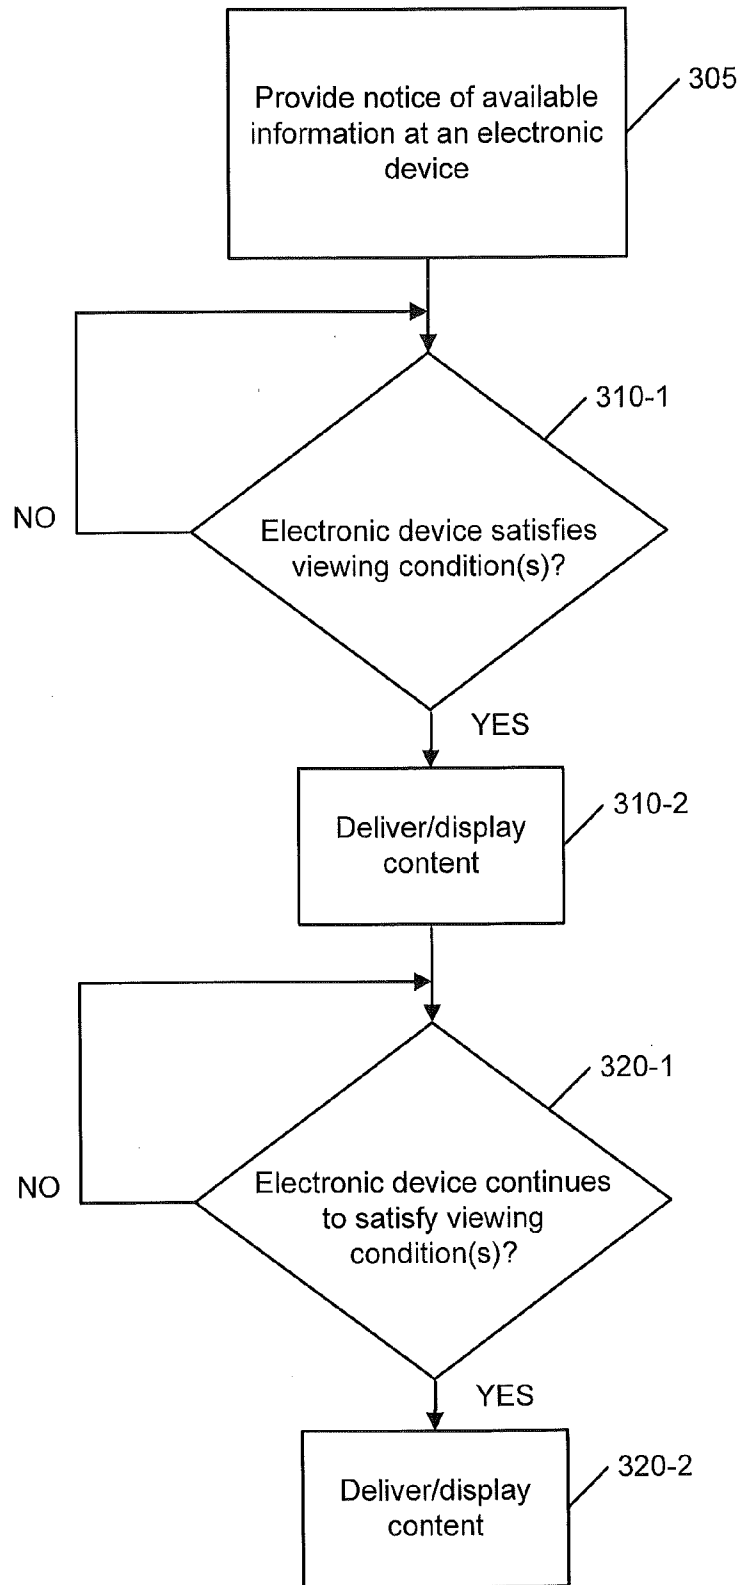 Provide notice of available
information at an electronic
device
305
310-1
NO
Electronic device satisfies
viewing condition(s)?
YES
310-2
Deliver/display
content
320-1
NO
Electronic device continues
to satisfy viewing
condition(s)?
YES
320-2
Deliver/display
content